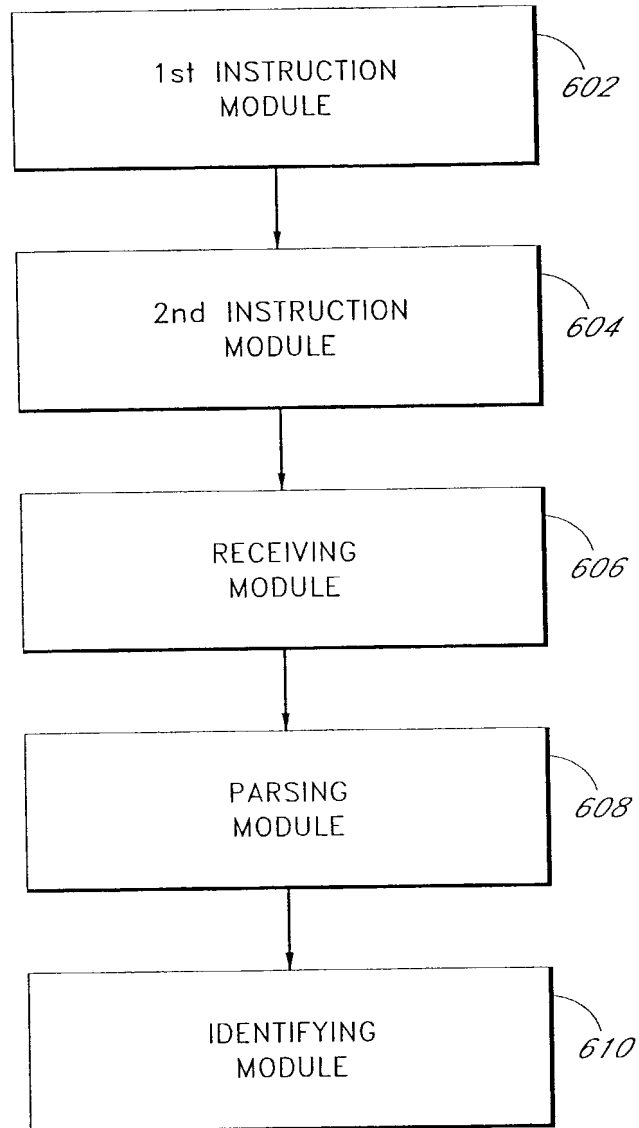 1st INSTRUCTION
MODULE
602
2nd INSTRUCTION
MODULE
604
RECEIVING
MODULE
606
PARSING
MODULE
608
IDENTIFYING
MODULE
610